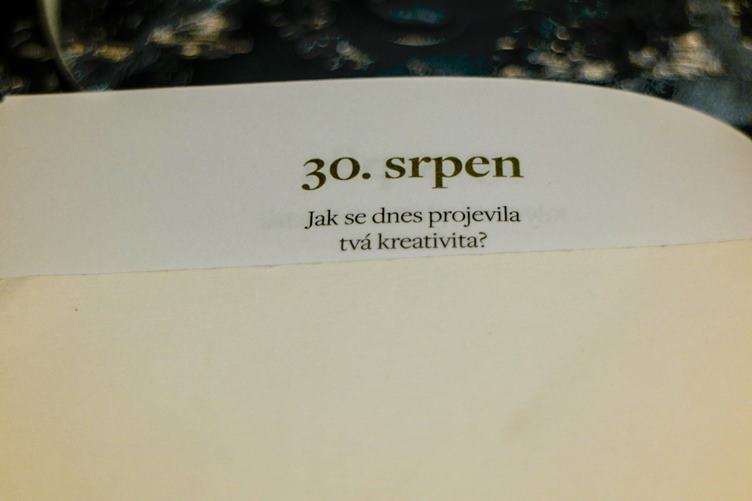 30. srpen
Jak se dnes projevila
tvá kreativita?